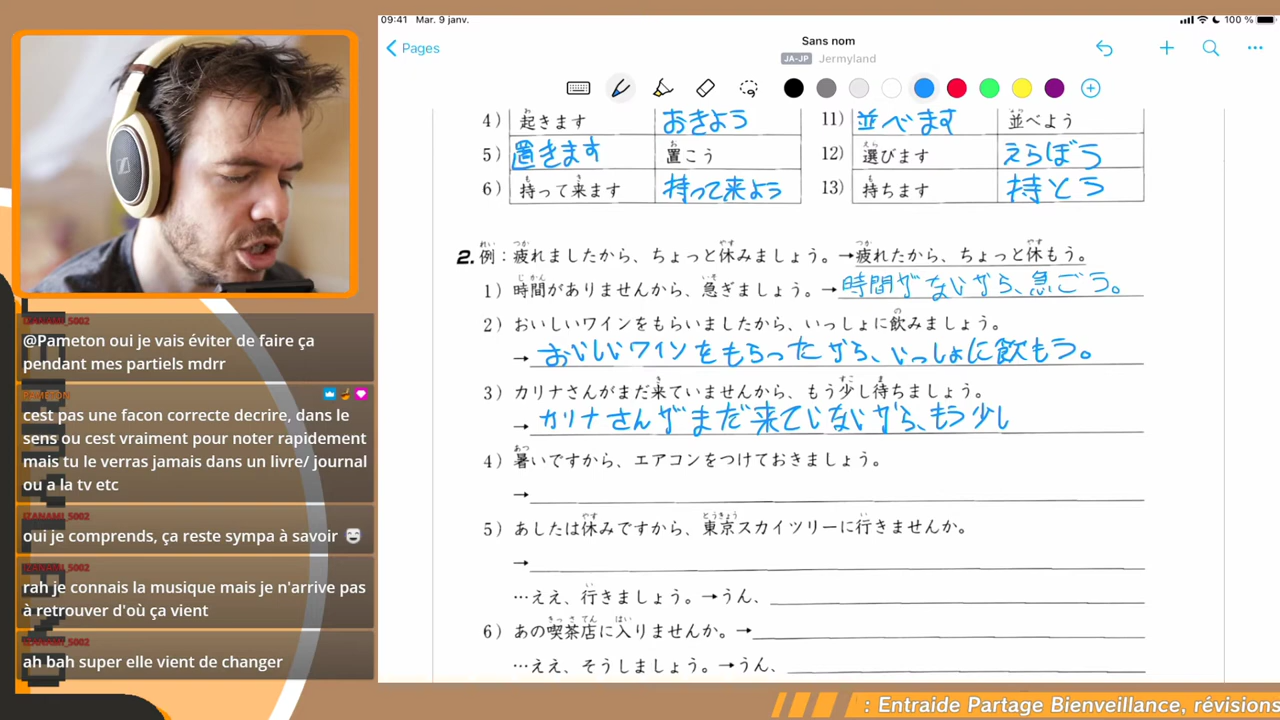 09:41 Mar. 9 janv.
100 %
Pages
Sans nom
JA-JP Jermyland
4) 起きます おきよう 11) 並べます 並べよう
5) 置きます 置こう 12) 選びます えらぼう
6) 持って来ます 持って来よう 13) 持ちます 持とう
2. 例：疲れましたから、ちょっと休みましょう。→疲れたから、ちょっと休もう。
1) 時間がありませんから、急ぎましょう。→時間がないから、急ごう。
2) おいしいワインをもらいましたから、いっしょに飲みましょう。
→おいしいワインをもらったから、いっしょに飲もう。
3) カリナさんがまだ来ていませんから、もう少し待ちましょう。
→カリナさんがまだ来ていないから、もう少し
4) 暑いですから、エアコンをつけておきましょう。
→
5) あしたは休みですから、東京スカイツリーに行きませんか。
→
…ええ、行きましょう。→うん、
6) あの喫茶店に入りませんか。→
…ええ、そうしましょう。→うん、
IZANAMI_5002
@Pameton oui je vais éviter de faire ça
pendant mes partiels mdrr
PAMETON
cest pas une facon correcte decrire, dans le
sens ou cest vraiment pour noter rapidement
mais tu le verras jamais dans un livre/ journal
ou a la tv etc
IZANAMI_5002
oui je comprends, ça reste sympa à savoir
IZANAMI_5002
rah je connais la musique mais je n'arrive pas
à retrouver d'où ça vient
IZANAMI_5002
ah bah super elle vient de changer
: Entraide Partage Bienveillance, révisions